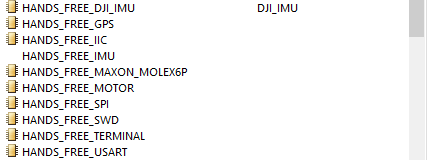 HANDS_FREE_DJI_IMU DJI_IMU
HANDS_FREE_GPS
HANDS_FREE_IIC
HANDS_FREE_IMU
HANDS_FREE_MAXON_MOLEX6P
HANDS_FREE_MOTOR
HANDS_FREE_SPI
HANDS_FREE_SWD
HANDS_FREE_TERMINAL
HANDS_FREE_USART